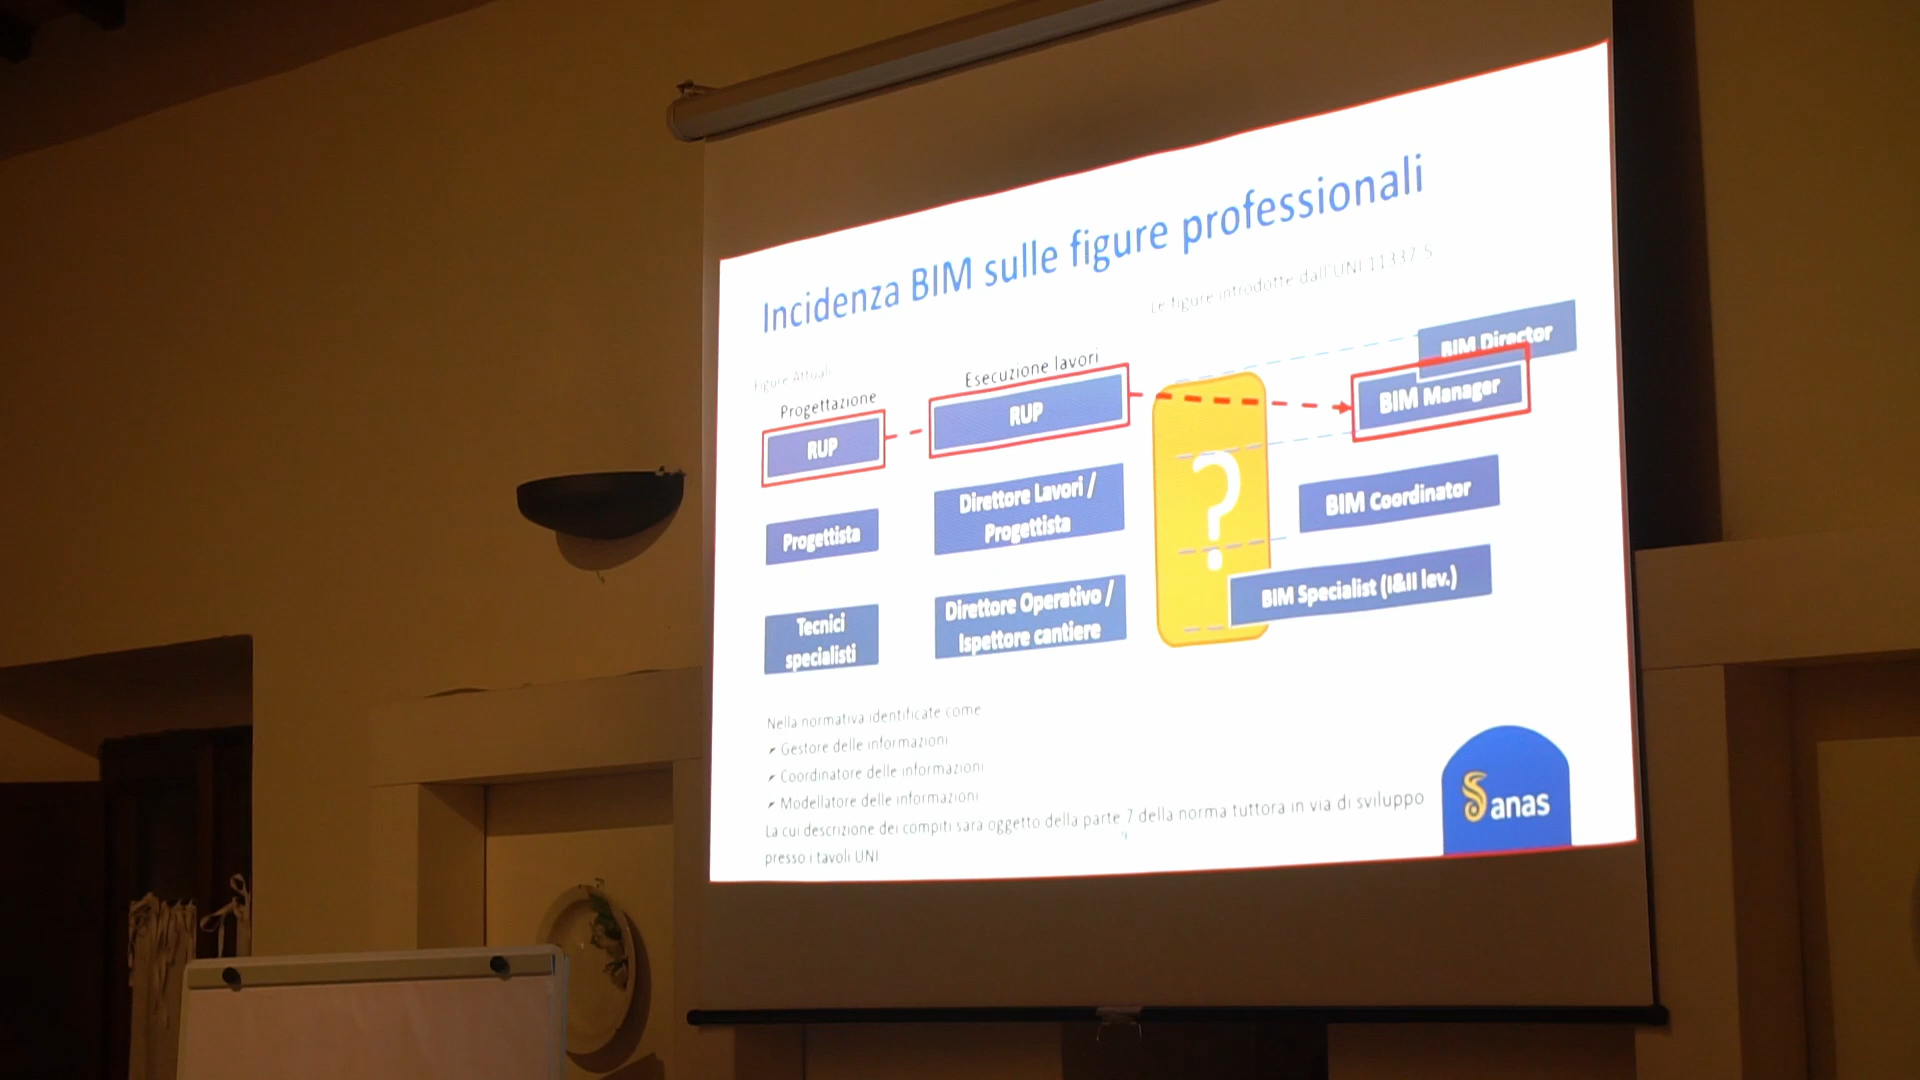 Incidenza BIM sulle figure professionali
Le figure introdotte dall'UNI 11337-5
Figure Attuali
Progettazione
Esecuzione lavori
RUP
RUP
?
BIM Director
BIM Manager
Progettista
Direttore Lavori /
Progettista
BIM Coordinator
Tecnici
specialisti
Direttore Operativo /
Ispettore cantiere
BIM Specialist (I&II lev.)
Nella normativa identificate come
Gestore delle informazioni
Coordinatore delle informazioni
Modellatore delle informazioni
La cui descrizione dei compiti sara oggetto della parte 7 della norma tuttora in via di sviluppo
presso i tavoli UNI
anas